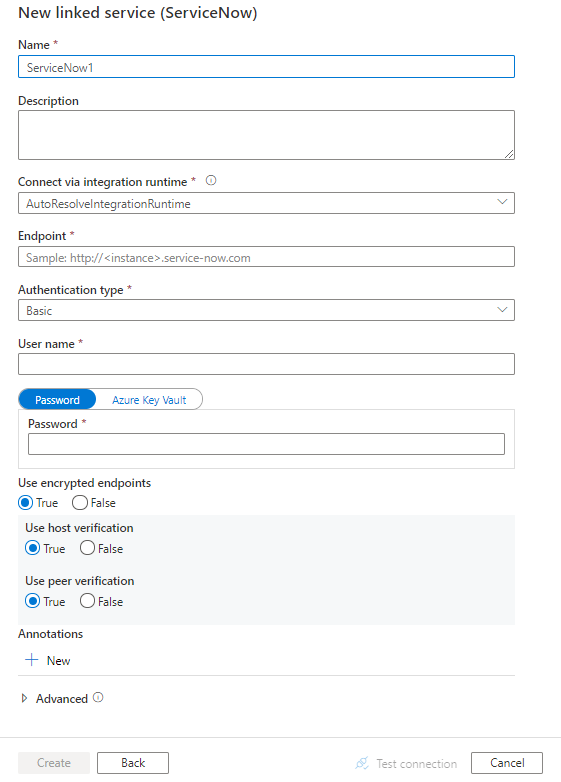 New linked service (ServiceNow)
Name *
ServiceNow1
Description
Connect via integration runtime *
AutoResolveIntegrationRuntime
Endpoint *
Sample: http://<instance>.service-now.com
Authentication type *
Basic
User name *
Password Azure Key Vault
Password *
Use encrypted endpoints
True False
Use host verification
True False
Use peer verification
True False
Annotations
New
Advanced
Create Back Test connection Cancel